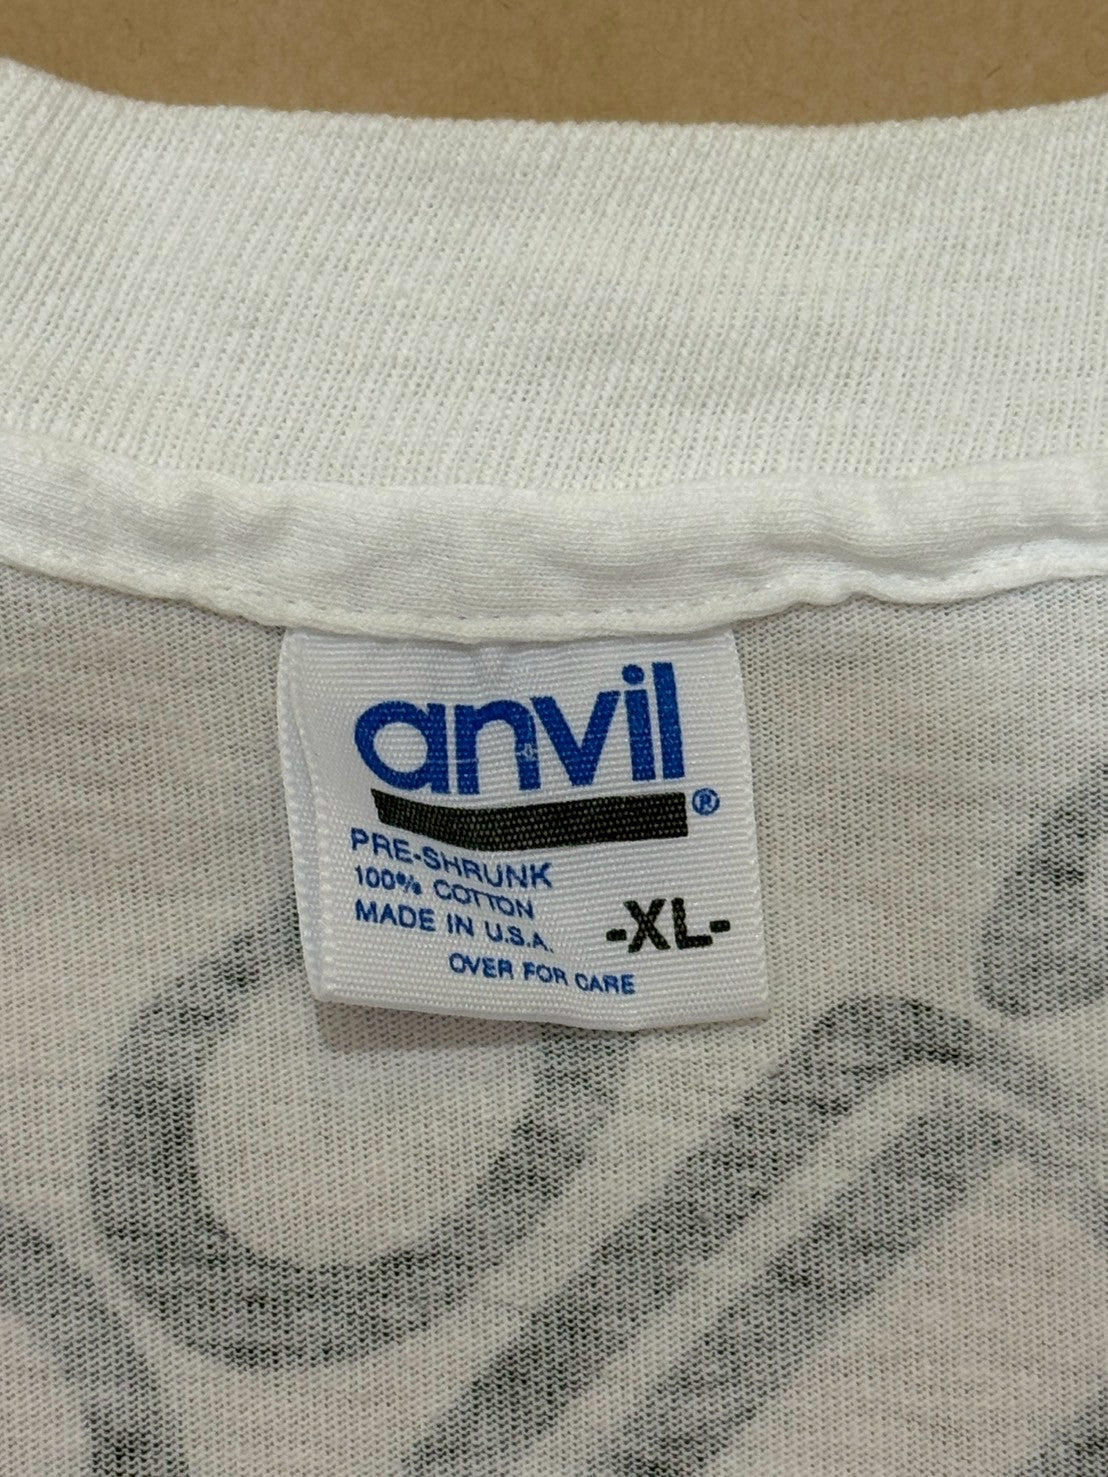 anvil®
PRE-SHRUNK
100% COTTON
MADE IN U.S.A.
-XL-
OVER FOR CARE